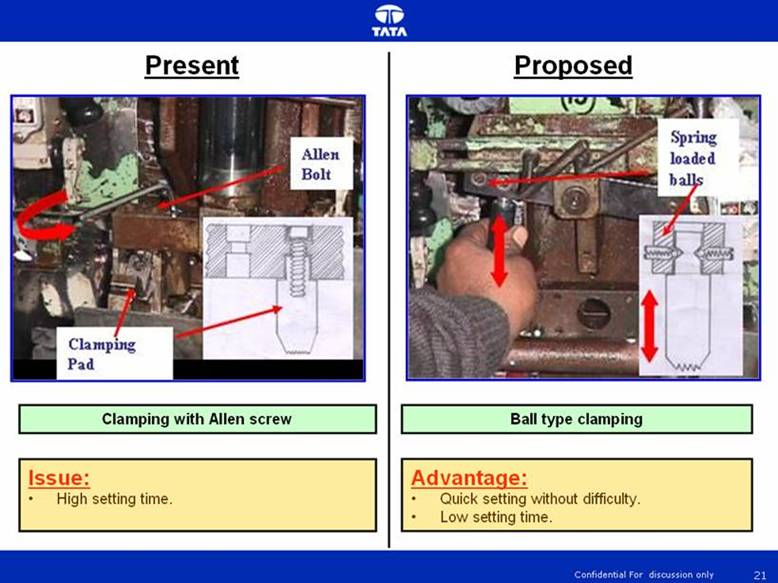 TATA
Present
Allen
Bolt
Clamping
Pad
Clamping with Allen screw
Issue:
• High setting time.
Proposed
Spring
loaded
balls
Ball type clamping
Advantage:
• Quick setting without difficulty.
• Low setting time.
Confidential For discussion only
21